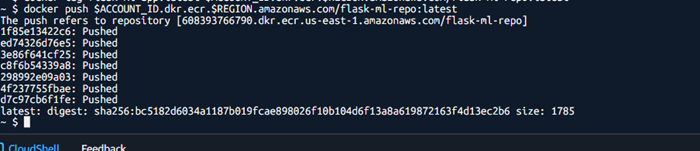 ~ $ docker push $ACCOUNT_ID.dkr.ecr.$REGION.amazonaws.com/flask-ml-repo:latest
The push refers to repository [608393766790.dkr.ecr.us-east-1.amazonaws.com/flask-ml-repo]
1f85e13422c6: Pushed
ed74326d76e5: Pushed
3e86f641cf25: Pushed
c8f6b54339a8: Pushed
298992e09a03: Pushed
4f237755fbae: Pushed
d7c97cb6f1fe: Pushed
latest: digest: sha256:bc5182d6034a1187b019fcae898026f10b104d6f13a8a619872163f4d13ec2b6 size: 1785
~ $
CloudShell Feedback